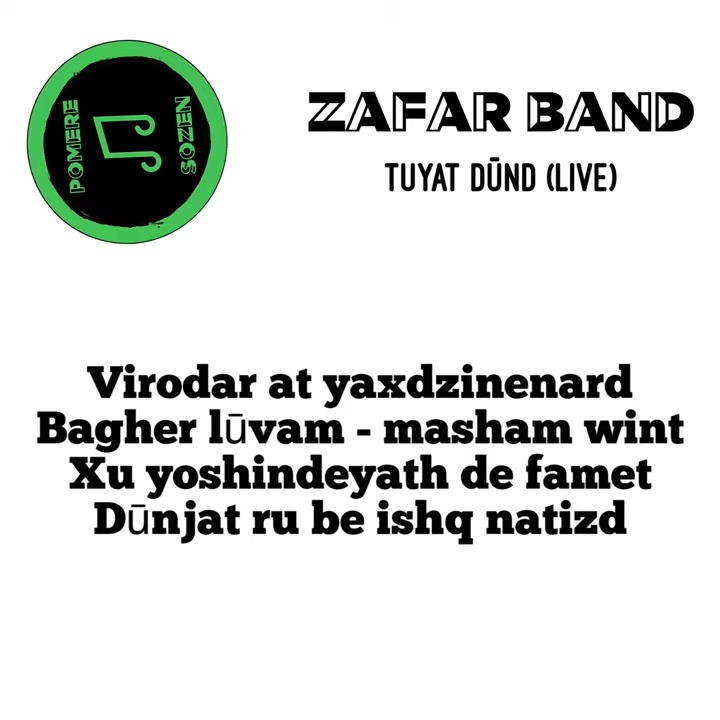 POMERE
SOZEN
ZAFAR BAND
TUYAT DŪND (LIVE)
Virodar at yaxdzinenard
Bagher lūvam - masham wint
Xu yoshindeyath de famet
Dūnjat ru be ishq natizd